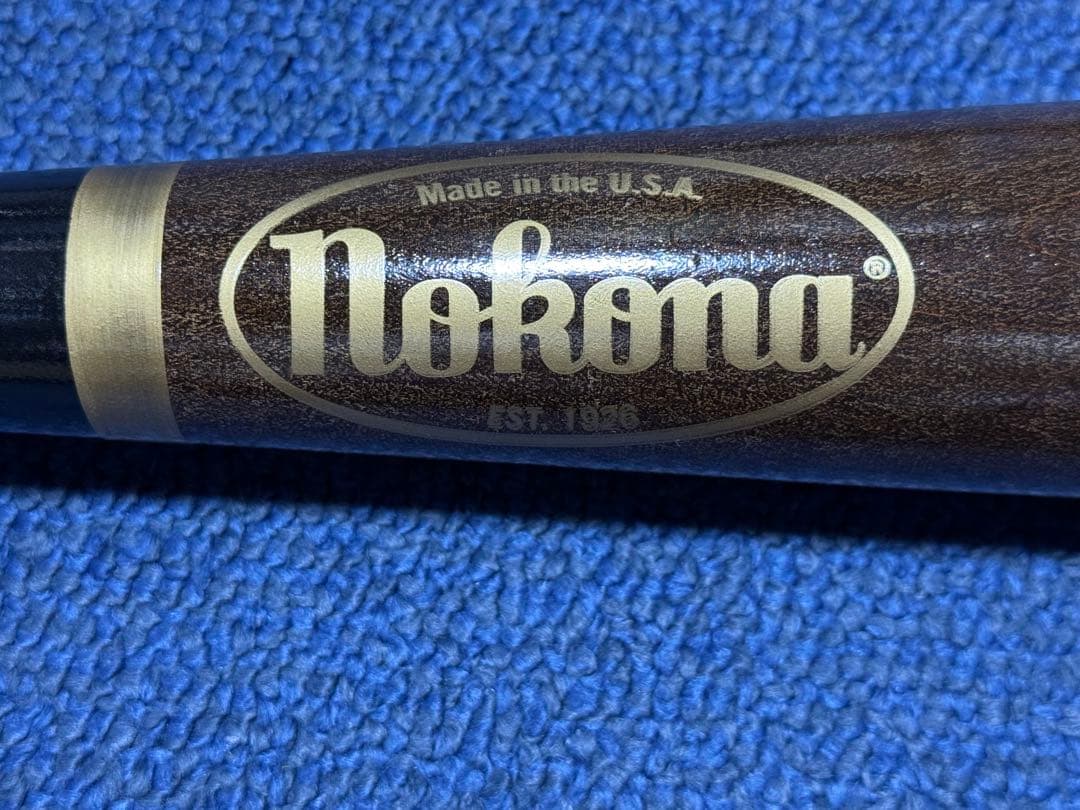 Made in the U.S.A.
Nokona®
EST. 1926